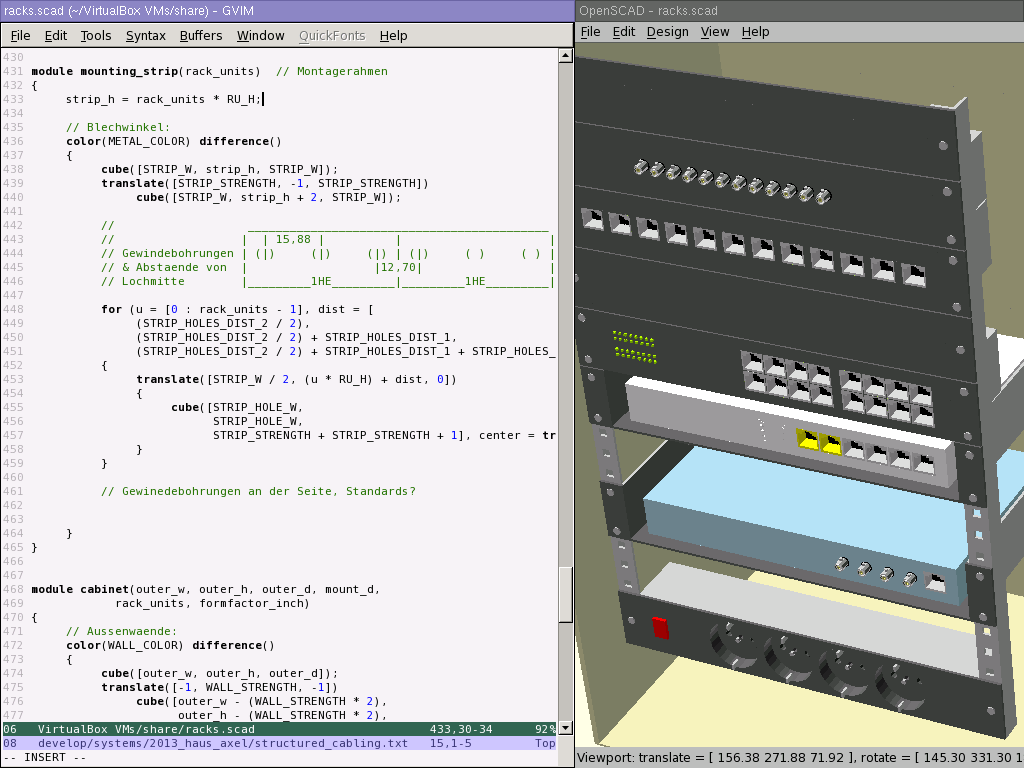 racks.scad (~/VirtualBox VMs/share) - GVIM
File Edit Tools Syntax Buffers Window QuickFonts Help
430
431 module mounting_strip(rack_units)  // Montagerahmen
432 {
433      strip_h = rack_units * RU_H;
434
435      // Blechwinkel:
436      color(METAL_COLOR) difference()
437      {
438           cube([STRIP_W, strip_h, STRIP_W]);
439           translate([STRIP_STRENGTH, -1, STRIP_STRENGTH])
440                cube([STRIP_W, strip_h + 2, STRIP_W]);
441
442           //                   ___________________________________________
443           //                  |  | 15,88 |          |                     |
444           // Gewindebohrungen | (|)     (|)     (|) | (|)     ( )     ( ) |
445           // & Abstaende von  |                  |12,70|                  |
446           // Lochmitte        |_________1HE_________|_________1HE_________|
447
448           for (u = [0 : rack_units - 1], dist = [
449                (STRIP_HOLES_DIST_2 / 2),
450                (STRIP_HOLES_DIST_2 / 2) + STRIP_HOLES_DIST_1,
451                (STRIP_HOLES_DIST_2 / 2) + STRIP_HOLES_DIST_1 + STRIP_HOLES_
452           {
453                translate([STRIP_W / 2, (u * RU_H) + dist, 0])
454                {
455                     cube([STRIP_HOLE_W,
456                           STRIP_HOLE_W,
457                           STRIP_STRENGTH + STRIP_STRENGTH + 1], center = tr
458                }
459           }
460
461           // Gewinedebohrungen an der Seite, Standards?
462
463
464      }
465 }
466
467
468 module cabinet(outer_w, outer_h, outer_d, mount_d,
469             rack_units, formfactor_inch)
470 {
471      // Aussenwaende:
472      color(WALL_COLOR) difference()
473      {
474           cube([outer_w, outer_h, outer_d]);
475           translate([-1, WALL_STRENGTH, -1])
476                cube([outer_w - (WALL_STRENGTH * 2),
477                      outer_h - (WALL_STRENGTH * 2),
06   VirtualBox VMs/share/racks.scad 433,30-34 92%
08   develop/systems/2013_haus_axel/structured_cabling.txt 15,1-5 Top
-- INSERT --
OpenSCAD - racks.scad
File Edit Design View Help
Viewport: translate = [ 156.38 271.88 71.92 ], rotate = [ 145.30 331.30 1